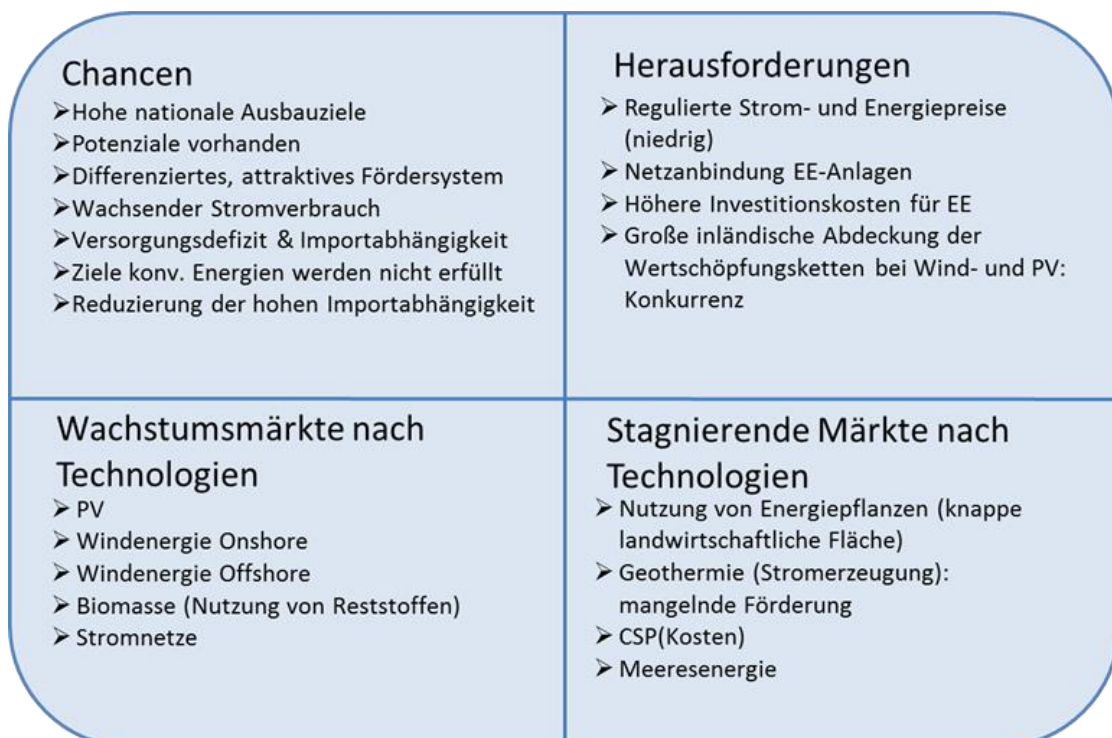 Chancen
➢Hohe nationale Ausbauziele
➢Potenziale vorhanden
➢Differenziertes, attraktives Fördersystem
➢Wachsender Stromverbrauch
➢Versorgungsdefizit & Importabhängigkeit
➢Ziele konv. Energien werden nicht erfüllt
➢Reduzierung der hohen Importabhängigkeit
Herausforderungen
➢ Regulierte Strom- und Energiepreise
(niedrig)
➢ Netzanbindung EE-Anlagen
➢ Höhere Investitionskosten für EE
➢ Große inländische Abdeckung der
Wertschöpfungsketten bei Wind- und PV:
Konkurrenz
Wachstumsmärkte nach
Technologien
➢ PV
➢ Windenergie Onshore
➢ Windenergie Offshore
➢ Biomasse (Nutzung von Reststoffen)
➢ Stromnetze
Stagnierende Märkte nach
Technologien
➢ Nutzung von Energiepflanzen (knappe
landwirtschaftliche Fläche)
➢ Geothermie (Stromerzeugung):
mangelnde Förderung
➢ CSP(Kosten)
➢ Meeresenergie